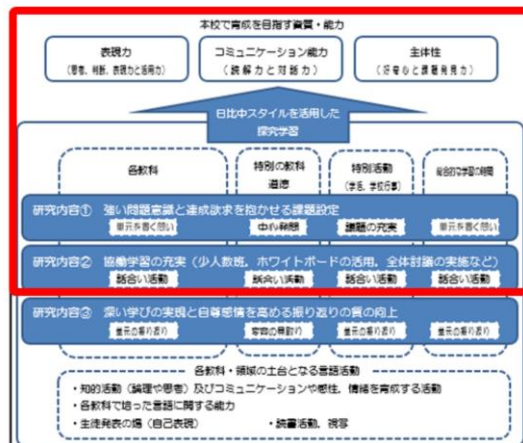 本校で育成を目指す資質・能力
表現力
(思考、判断、表現力と活用力)
コミュニケーション能力
(読解力と対話力)
主体性
(好奇心と課題発見力)
日比中スタイルを活用した
探究学習
各教科
特別の教科
道徳
特別活動
(学活、学校行事)
総合的な学習の時間
研究内容① 強い問題意識と達成欲求を抱かせる課題設定
単元を貫く問い
中心発問
議題の充実
単元を貫く問い
研究内容② 協働学習の充実（少人数班、ホワイトボードの活用、全体討議の実施など）
話合い活動
話合い活動
話合い活動
話合い活動
研究内容③ 深い学びの実現と自尊感情を高める振り返りの質の向上
単元の振り返り
単元の振り返り
単元の振り返り
各教科・領域の土台となる言語活動
・知的活動（論理や思考）及びコミュニケーションや感性、情緒を育成する活動
・各教科で培った言語に関する能力
・生徒発表の場（自己表現）
・読書活動、視写